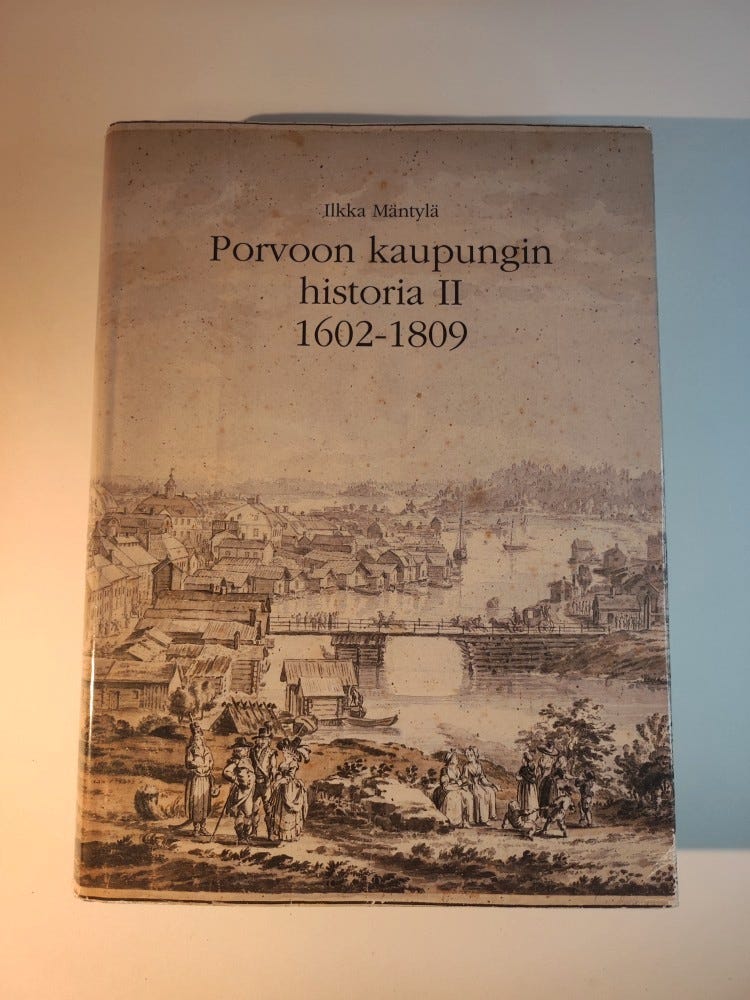 Ilkka Mäntylä
Porvoon kaupungin
historia II
1602-1809